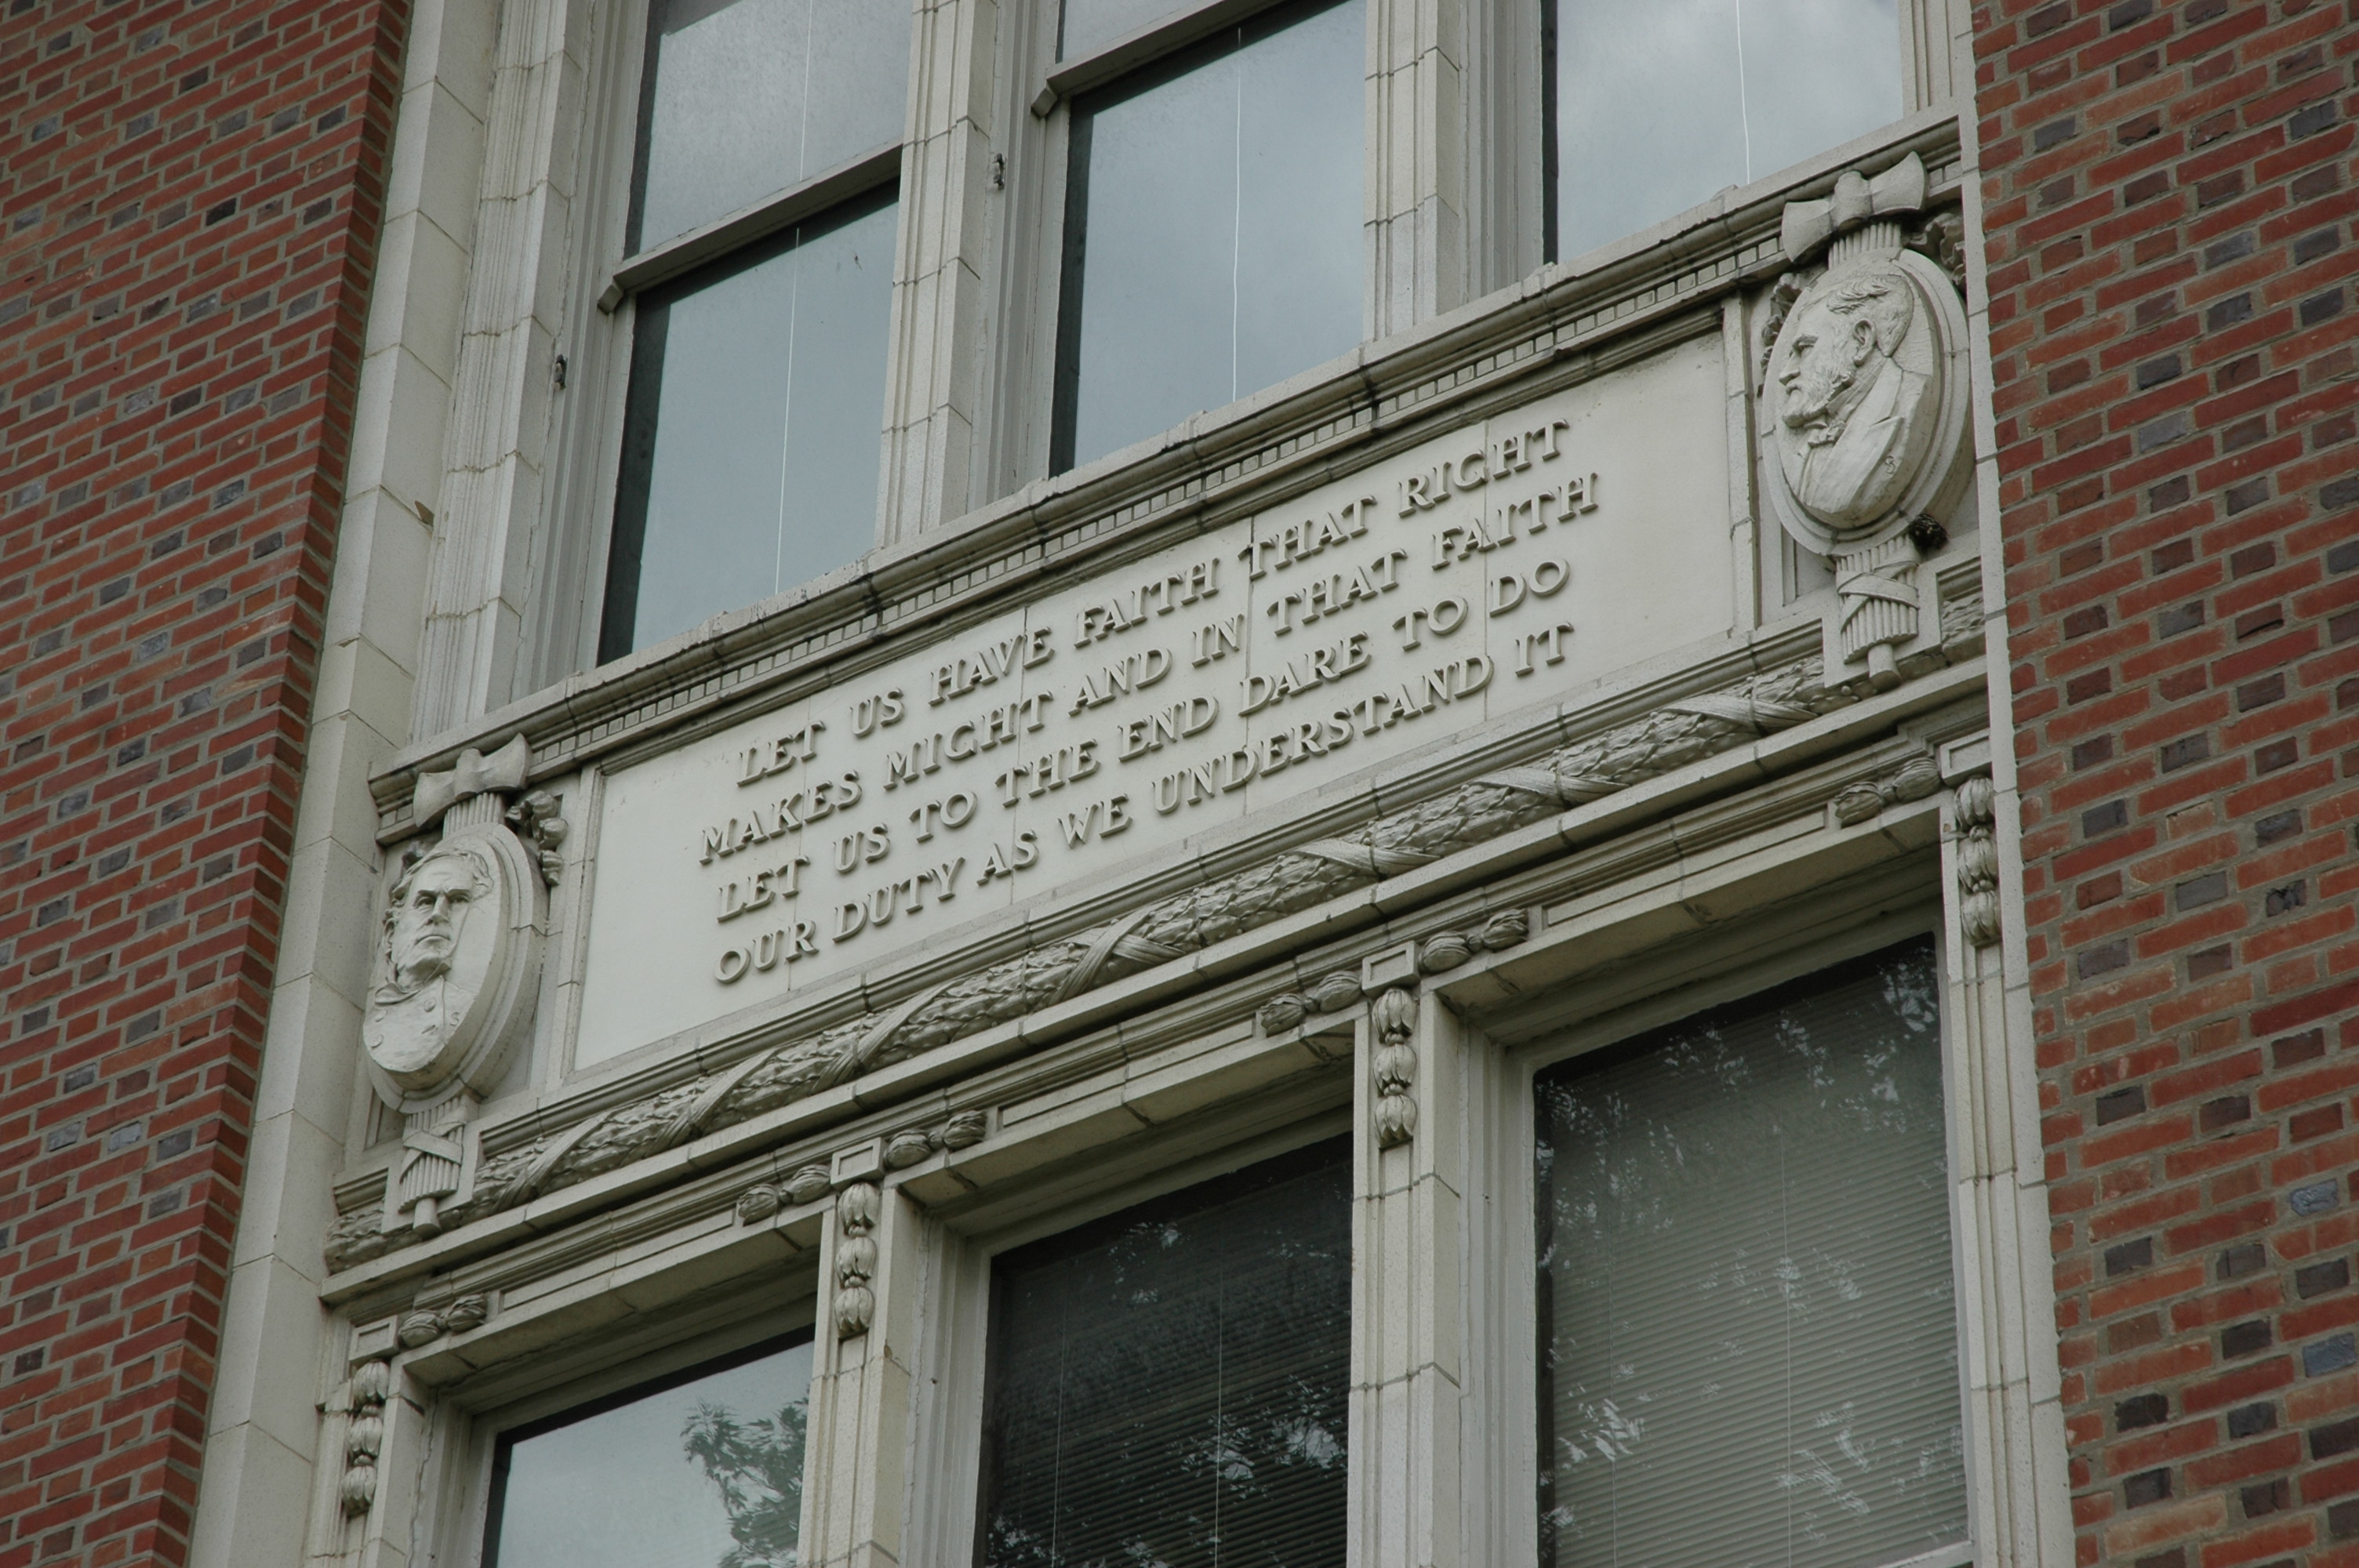 LET US HAVE FAITH THAT RIGHT
MAKES MIGHT AND IN THAT FAITH
LET US TO THE END DARE TO DO
OUR DUTY AS WE UNDERSTAND IT